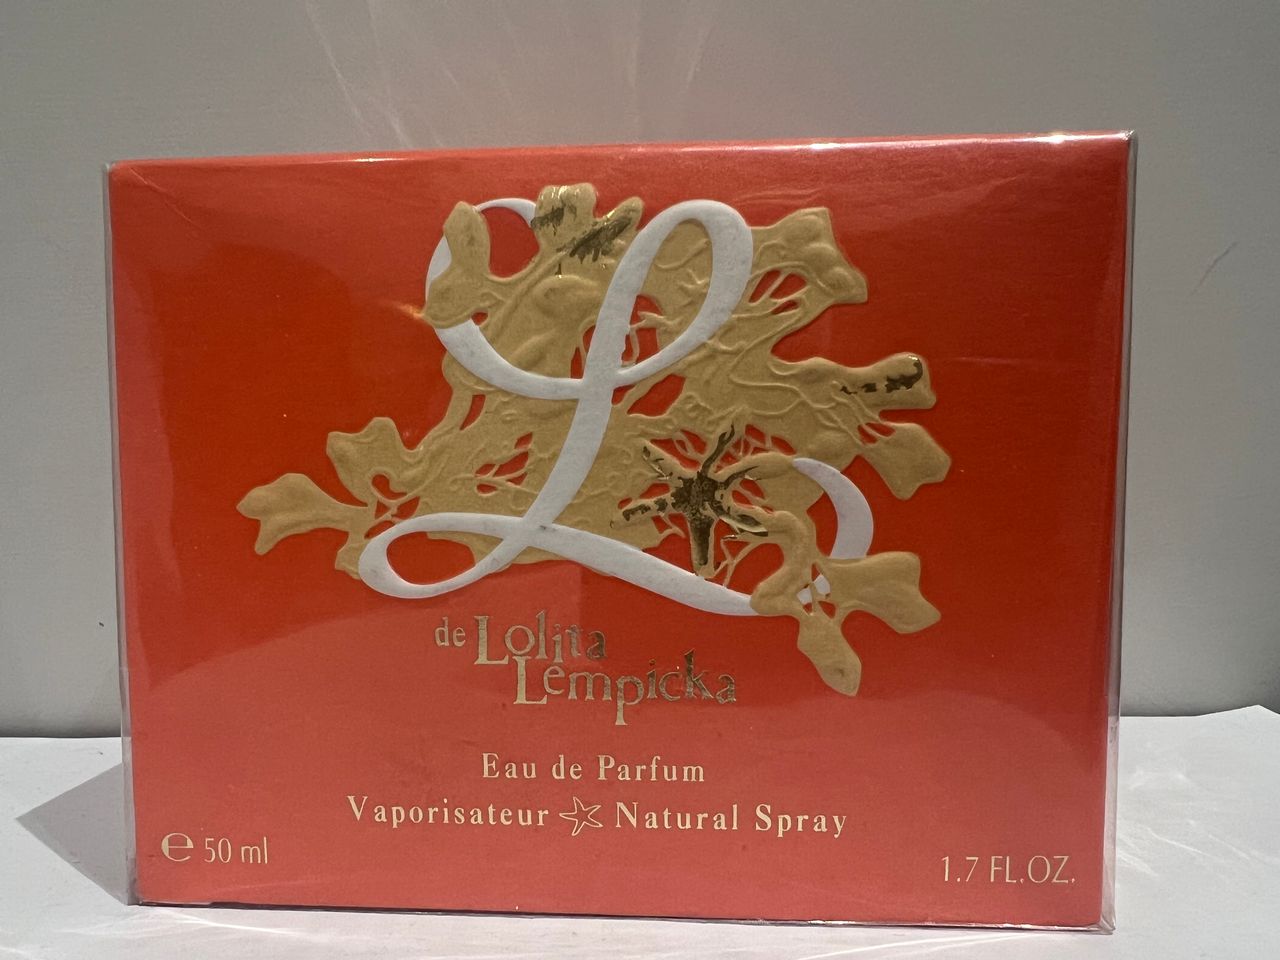 L
de Lolita
Lempicka
Eau de Parfum
Vaporisateur Natural Spray
℮ 50 ml
1.7 FL.OZ.